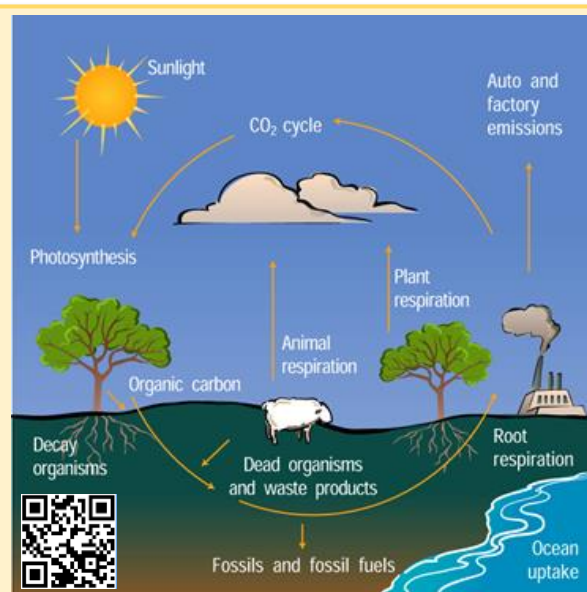 Sunlight
Auto and
factory
emissions
CO₂ cycle
Photosynthesis
Plant
respiration
Animal
respiration
Organic carbon
Decay
organisms
Dead organisms
and waste products
Root
respiration
Fossils and fossil fuels
Ocean
uptake